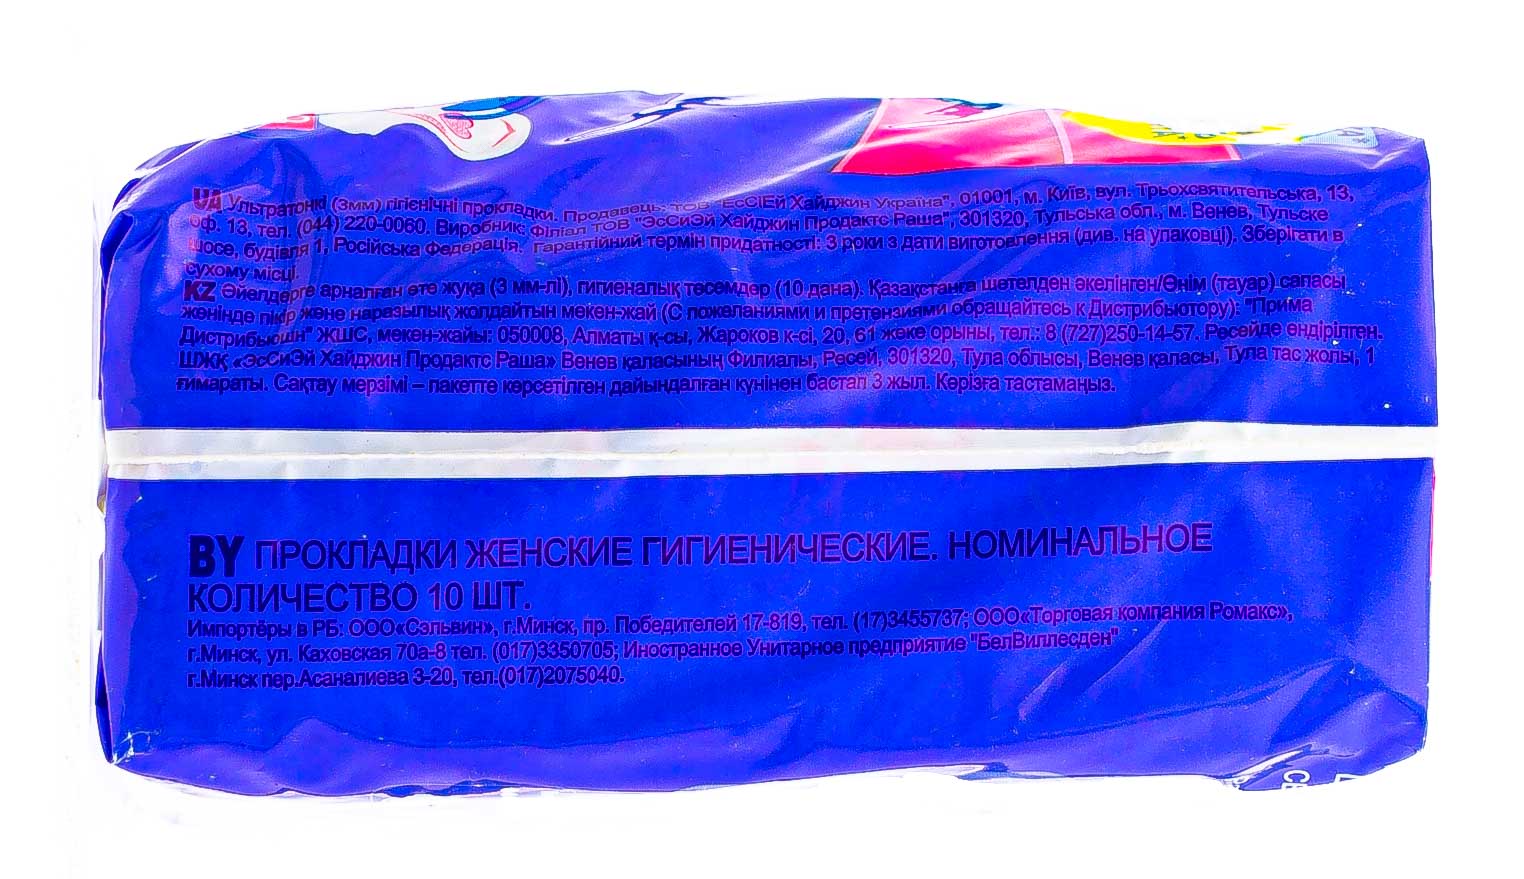 UA Ультратонкі (3мм) гігієнічні прокладки. Продавець: ТОВ "ЕсСіЕй Хайджин Україна", 01001, м. Київ, вул. Трьохсвятительська, 13,
оф. 13, тел. (044) 220-0060. Виробник: Філіал ТОВ "ЭсСиЭй Хайджин Продактс Раша", 301320, Тульська обл., м. Венев, Тульске
шосе, будівля 1, Російська Федерація. Гарантійний термін придатності: 3 роки з дати виготовлення (див. на упаковці). Зберігати в
сухому місці.
KZ Әйелдерге арналған өте жұқа (3 мм-лі), гигиеналық төсемдер (10 дана). Қазақстанға шетелден әкелінген/Өнім (тауар) сапасы
жөнінде пікір және наразылық жолдайтын мекен-жай (С пожеланиями и претензиями обращайтесь к Дистрибьютору): "Прима
Дистрибьюшн" ЖШС, мекен-жайы: 050008, Алматы қ-сы, Жароков к-сі, 20, 61 жеке орыны, тел.: 8 (727)250-14-57. Ресейде өндірілген.
ШЖҚ «ЭсСиЭй Хайджин Продактс Раша» Венев қаласының Филиалы, Ресей, 301320, Тула облысы, Венев қаласы, Тула тас жолы, 1
ғимараты. Сақтау мерзімі – пакетте көрсетілген дайындалған күнінен бастап 3 жыл. Кәрізға тастамаңыз.
BY ПРОКЛАДКИ ЖЕНСКИЕ ГИГИЕНИЧЕСКИЕ. НОМИНАЛЬНОЕ
КОЛИЧЕСТВО 10 ШТ.
Импортёры в РБ: ООО«Сэльвин», г.Минск, пр. Победителей 17-819, тел. (17)3455737; ООО«Торговая компания Ромакс»,
г.Минск, ул. Каховская 70а-8 тел. (017)3350705; Иностранное Унитарное предприятие "БелВиллесден"
г.Минск пер.Асаналиева 3-20, тел.(017)2075040.